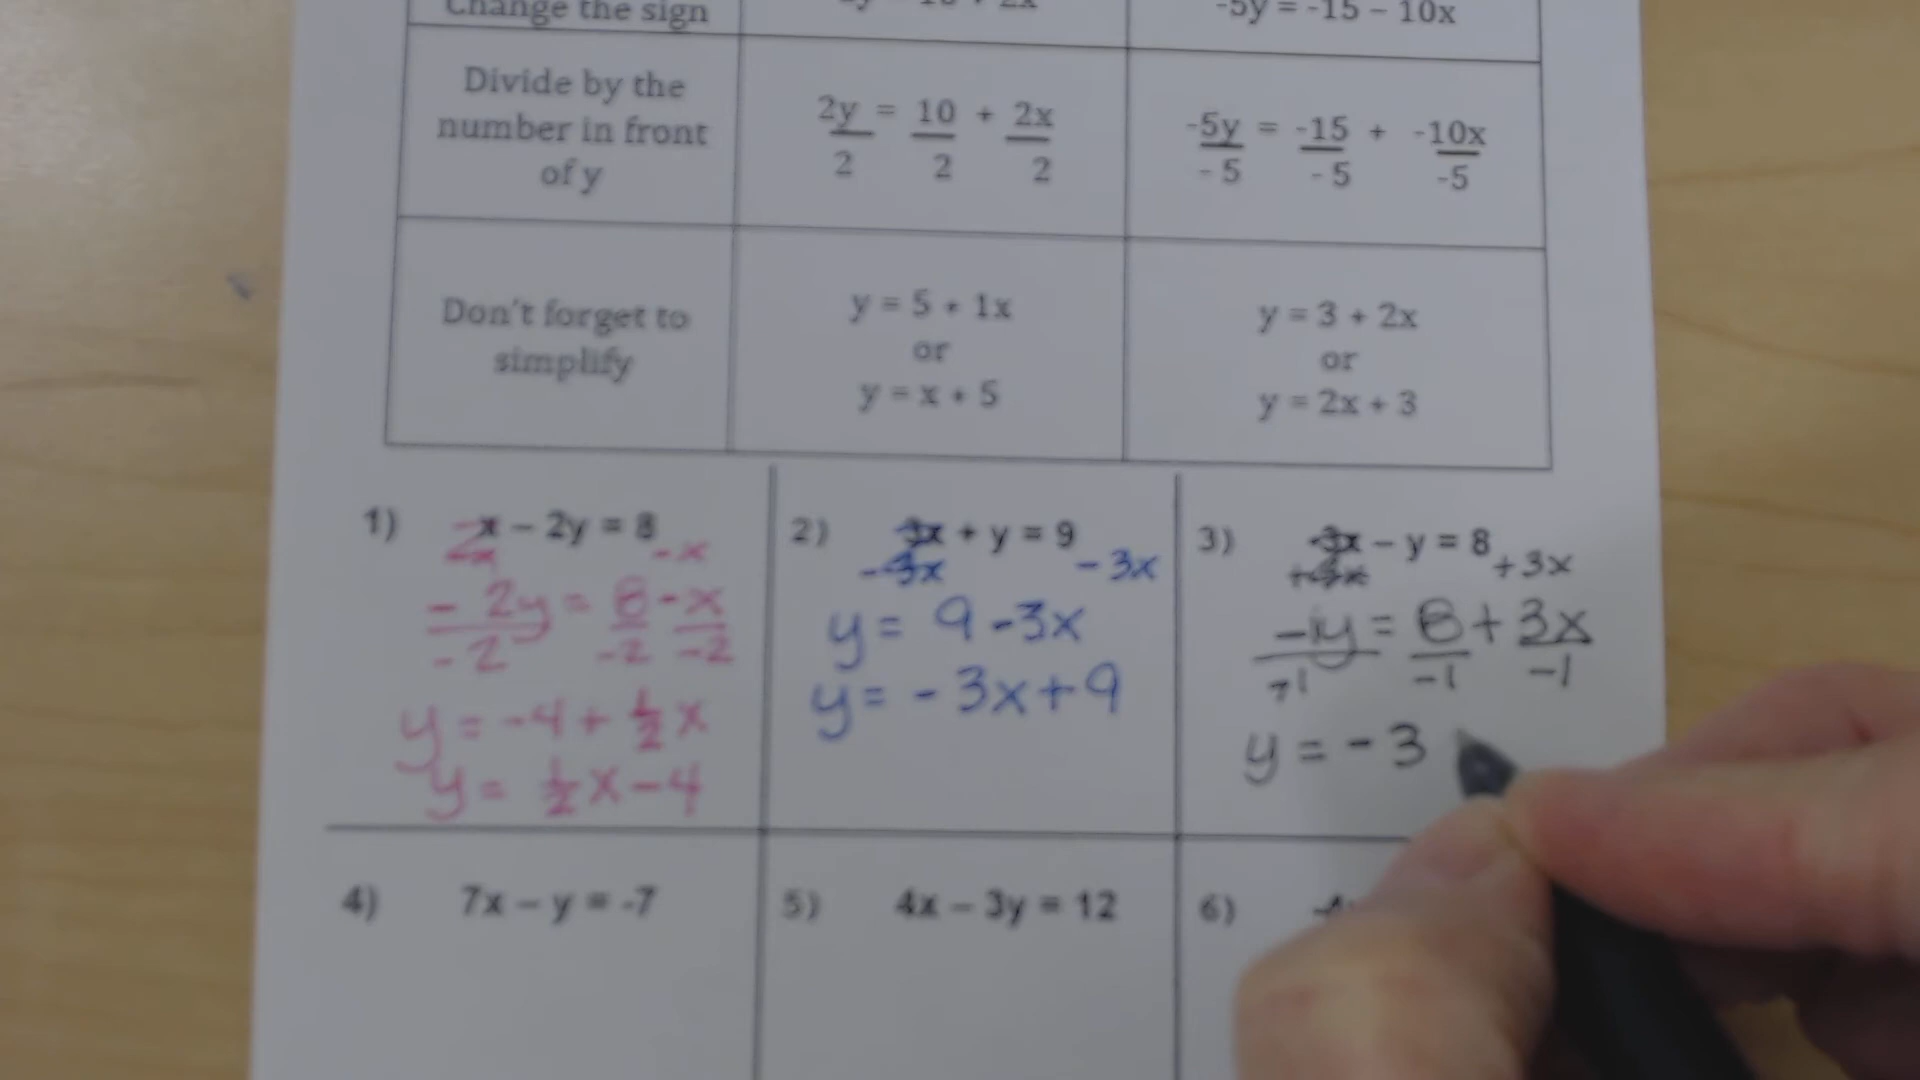 Change the sign
-5y = -15 – 10x
Divide by the
number in front
of y
2y = 10 + 2x
2 2 2
-5y = -15 + -10x
-5 -5 -5
Don't forget to
simplify
y = 5 + 1x
or
y = x + 5
y = 3 + 2x
or
y = 2x + 3
1) x – 2y = 8
-x -x
- 2y = 8 - x
-2 -2 -2
y = -4 + 1/2 x
y = 1/2 x - 4
2) 3x + y = 9
-3x - 3x
y = 9 - 3x
y = - 3x + 9
3) -3x – y = 8
+3x +3x
-1y = 8 + 3x
-1 -1 -1
y = - 3
4) 7x – y = -7
5) 4x – 3y = 12
6)